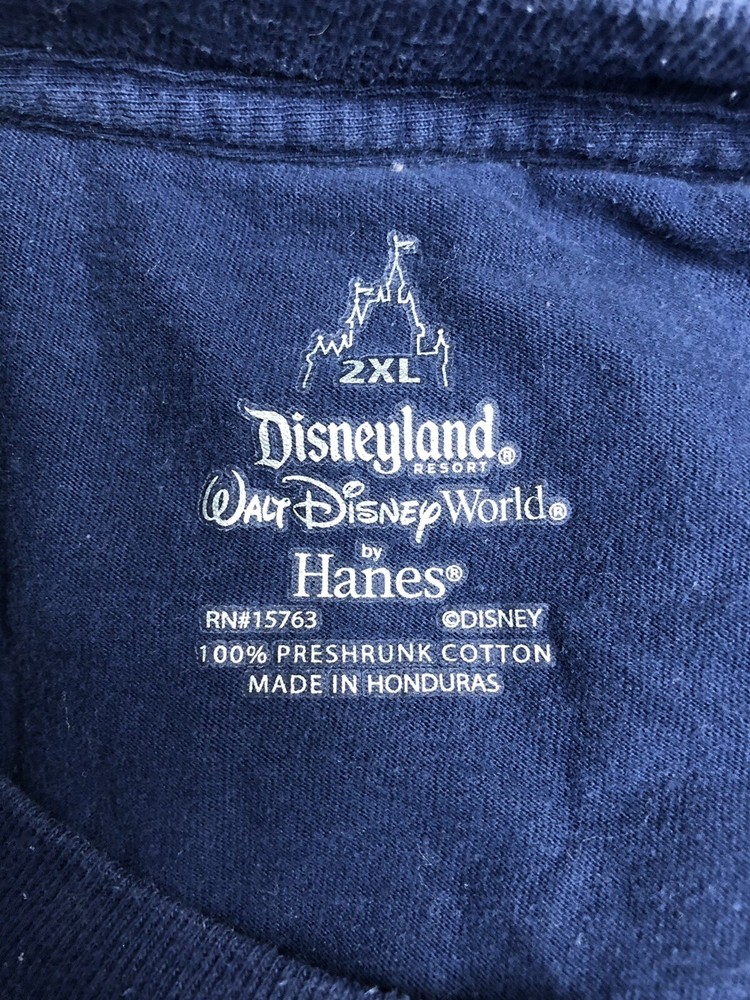 2XL
Disneyland®
RESORT
Walt Disney World®
by
Hanes®
RN#15763 ©DISNEY
100% PRESHRUNK COTTON
MADE IN HONDURAS